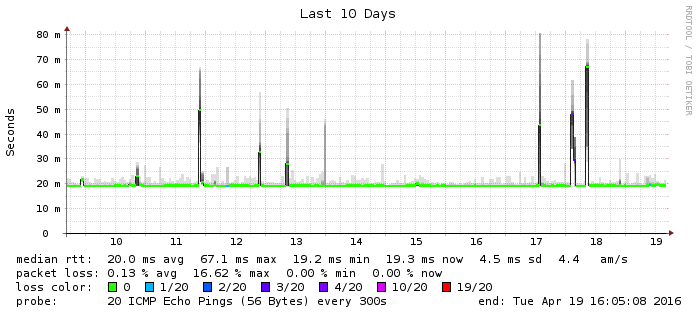 Last 10 Days
RRDTOOL / TOBI OETIKER
Seconds
80 m
70 m
60 m
50 m
40 m
30 m
20 m
10 m
0
10 11 12 13 14 15 16 17 18 19
median rtt: 20.0 ms avg 67.1 ms max 19.2 ms min 19.3 ms now 4.5 ms sd 4.4 am/s
packet loss: 0.13 % avg 16.62 % max 0.00 % min 0.00 % now
loss color: 0 1/20 2/20 3/20 4/20 10/20 19/20
probe: 20 ICMP Echo Pings (56 Bytes) every 300s end: Tue Apr 19 16:05:08 2016